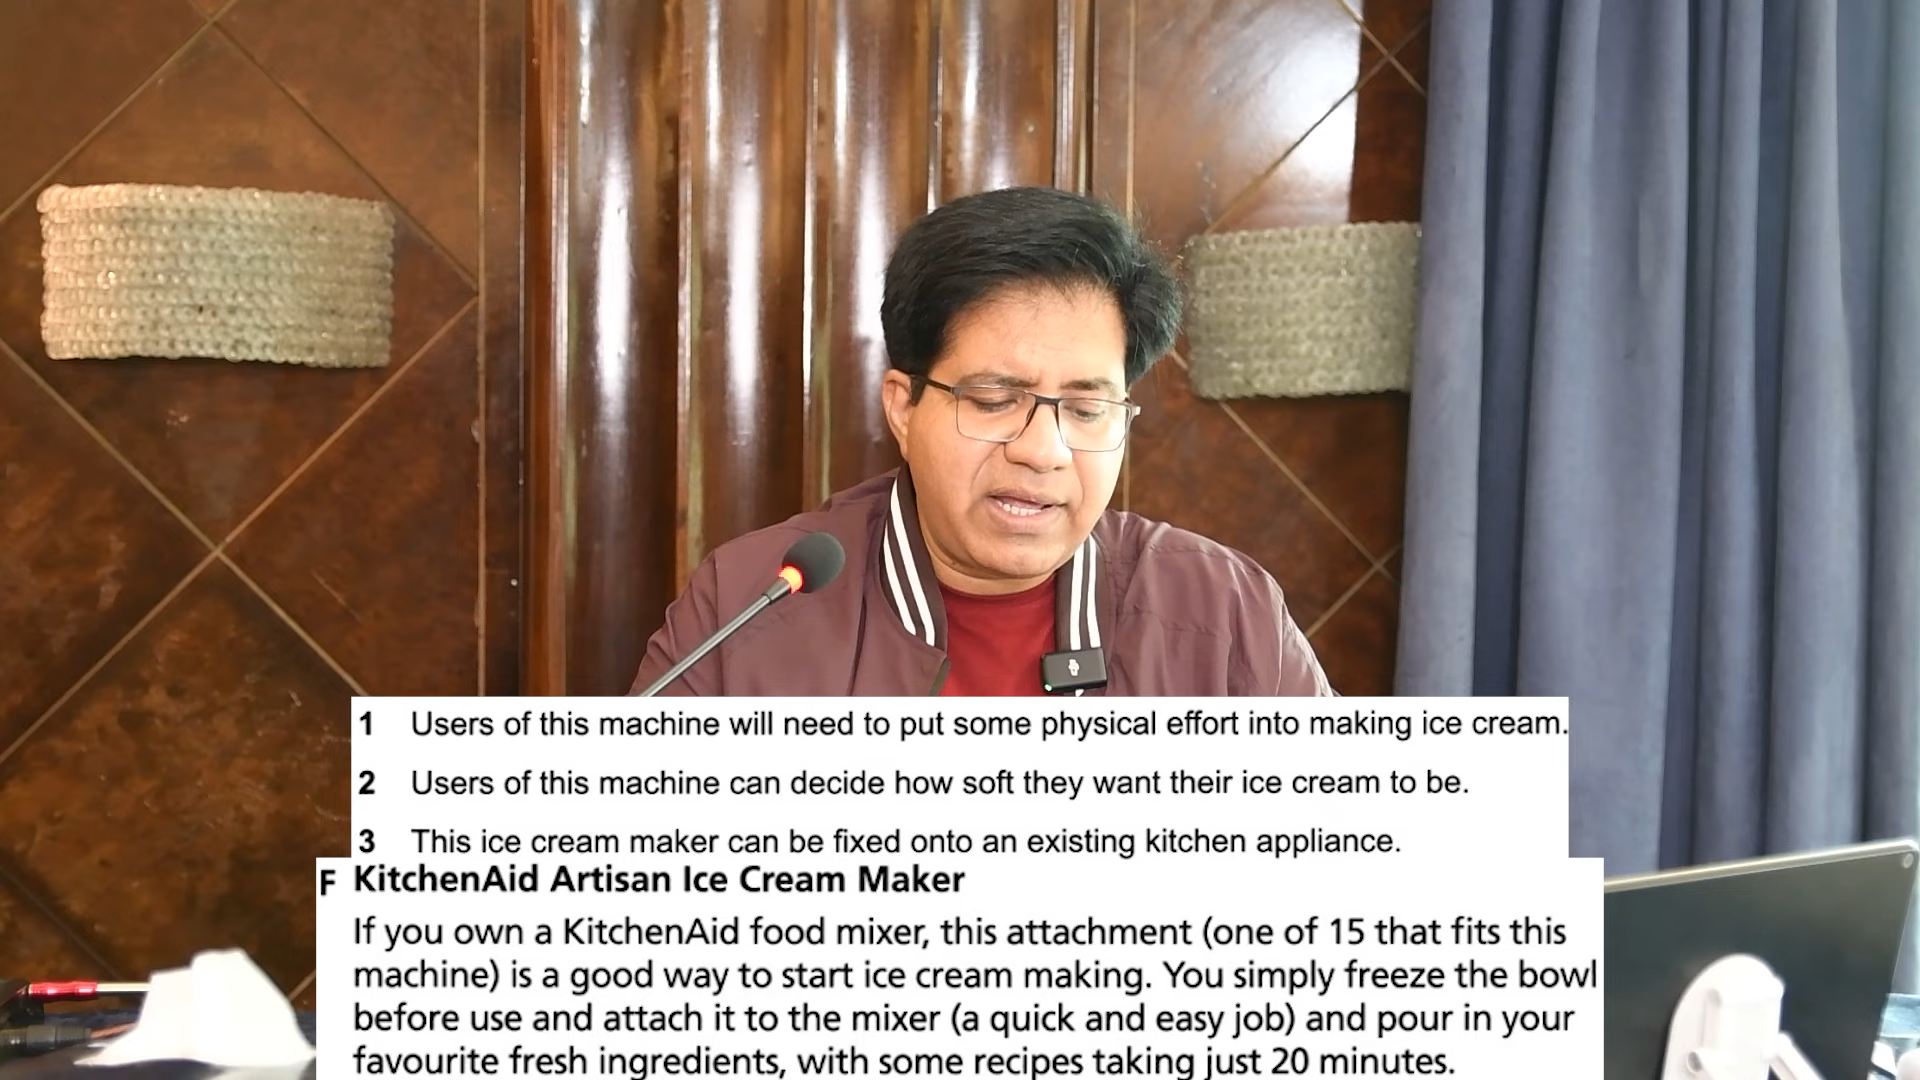 1 Users of this machine will need to put some physical effort into making ice cream.
2 Users of this machine can decide how soft they want their ice cream to be.
3 This ice cream maker can be fixed onto an existing kitchen appliance.
F KitchenAid Artisan Ice Cream Maker
If you own a KitchenAid food mixer, this attachment (one of 15 that fits this
machine) is a good way to start ice cream making. You simply freeze the bowl
before use and attach it to the mixer (a quick and easy job) and pour in your
favourite fresh ingredients, with some recipes taking just 20 minutes.